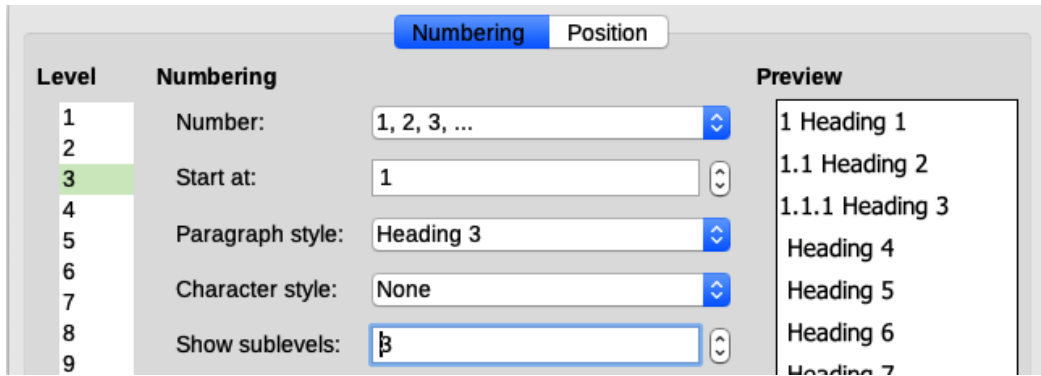 Numbering Position
Level Numbering Preview
1 Number: 1, 2, 3, ... 1 Heading 1
2
3 Start at: 1 1.1 Heading 2
4 1.1.1 Heading 3
5 Paragraph style: Heading 3 Heading 4
6
7 Character style: None Heading 5
8 Show sublevels: 3 Heading 6
9 Heading 7